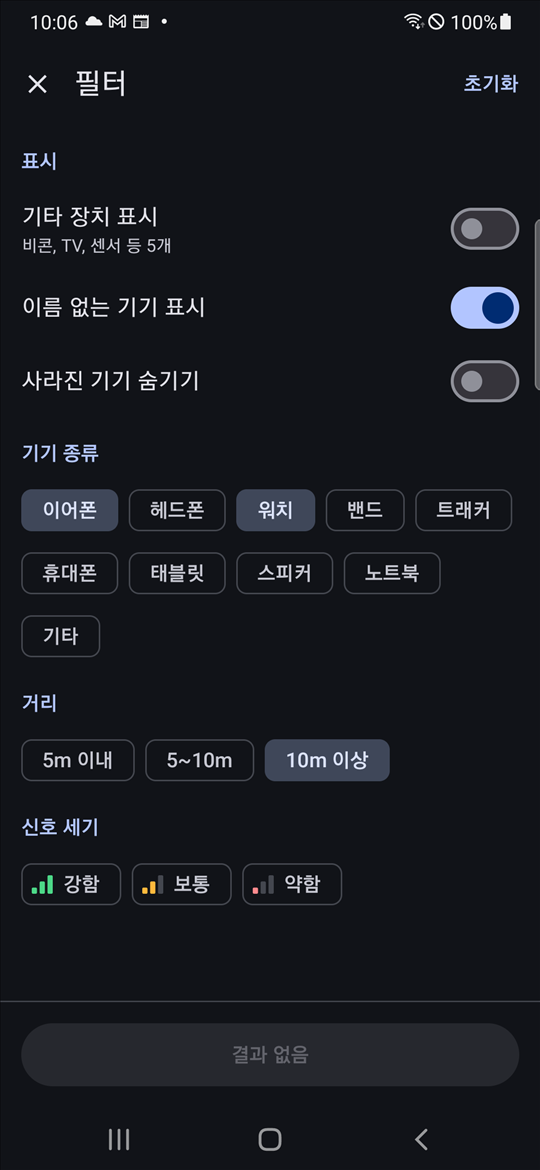 10:06 100%
필터 초기화
표시
기타 장치 표시
비콘, TV, 센서 등 5개
이름 없는 기기 표시
사라진 기기 숨기기
기기 종류
이어폰 헤드폰 워치 밴드 트래커
휴대폰 태블릿 스피커 노트북
기타
거리
5m 이내 5~10m 10m 이상
신호 세기
강함 보통 약함
결과 없음